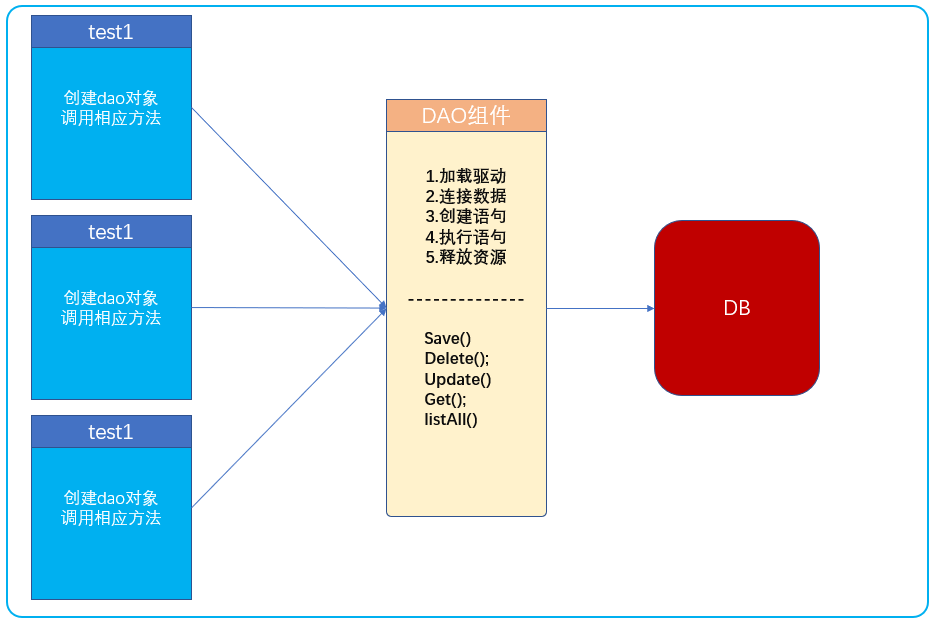 test1
创建dao对象
调用相应方法
test1
创建dao对象
调用相应方法
test1
创建dao对象
调用相应方法
DAO组件
1.加载驱动
2.连接数据
3.创建语句
4.执行语句
5.释放资源
--------------
Save()
Delete();
Update()
Get();
listAll()
DB